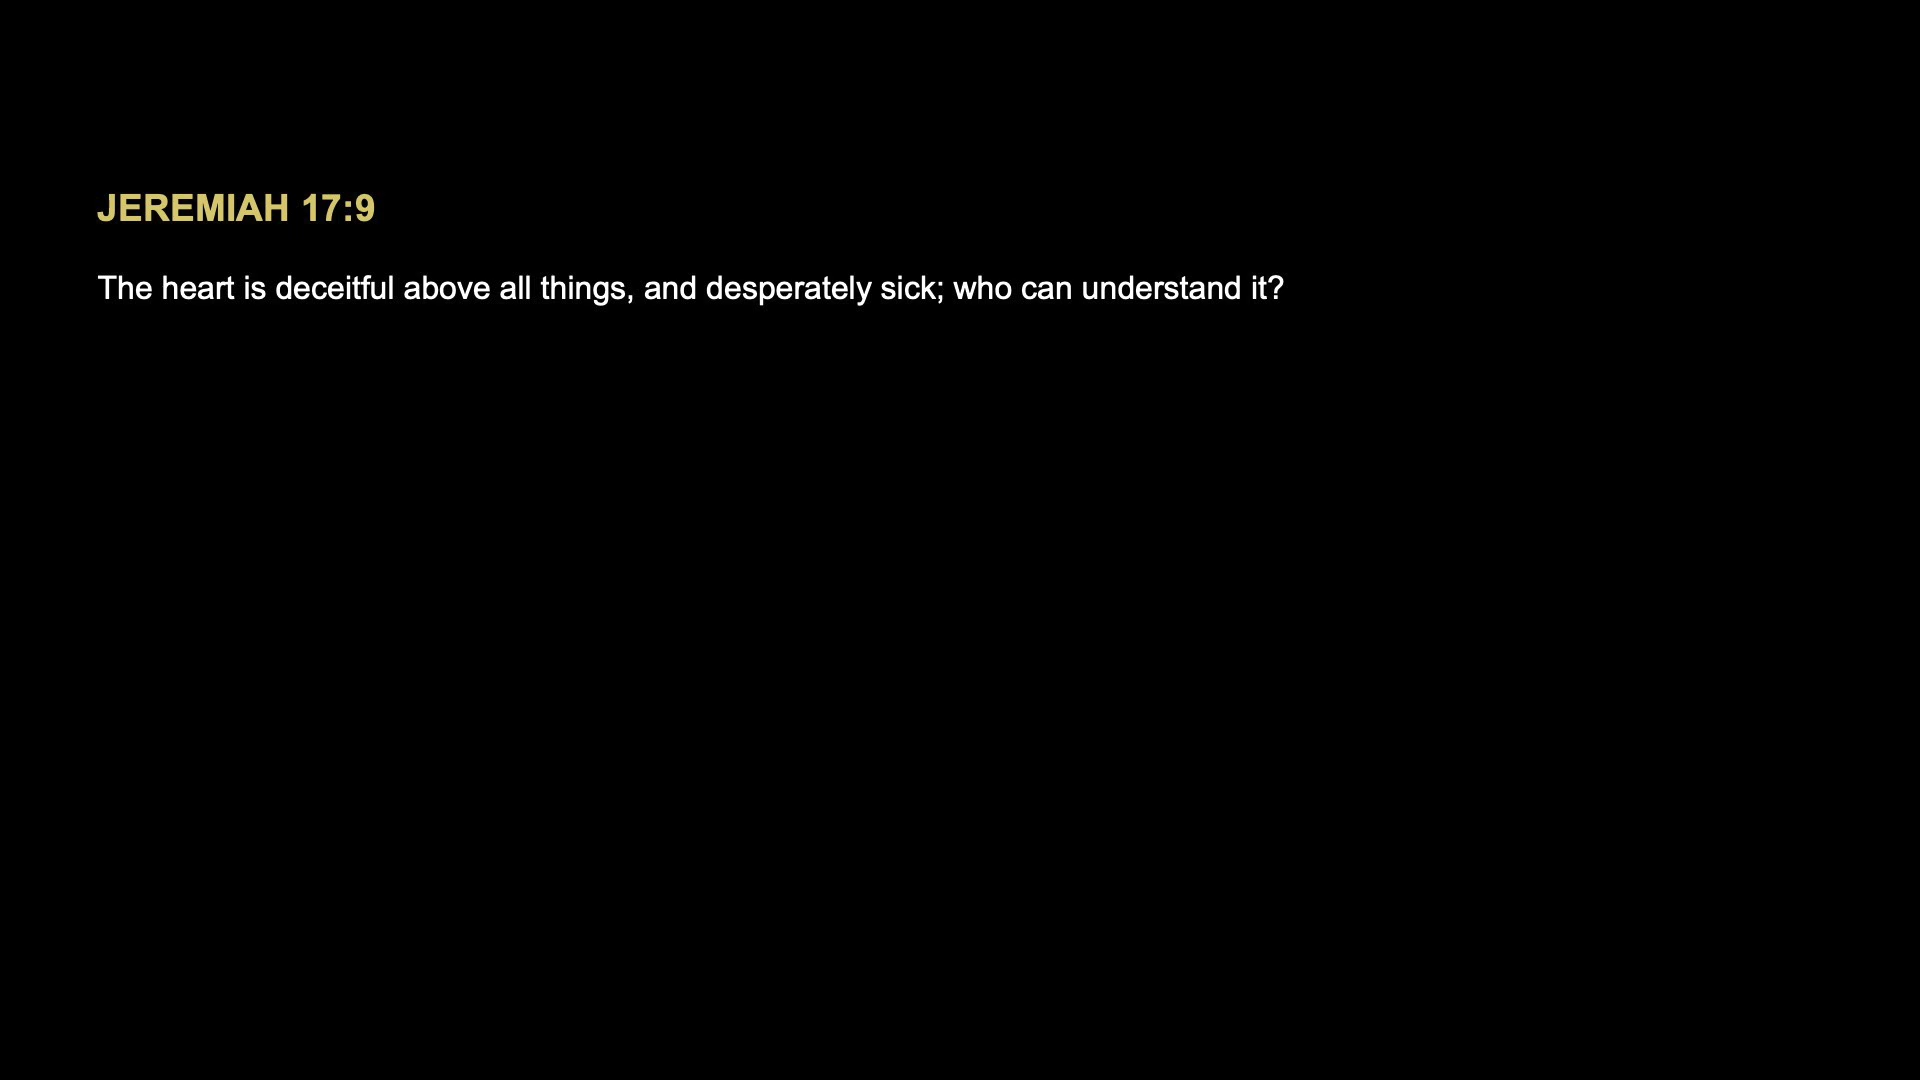 JEREMIAH 17:9
The heart is deceitful above all things, and desperately sick; who can understand it?